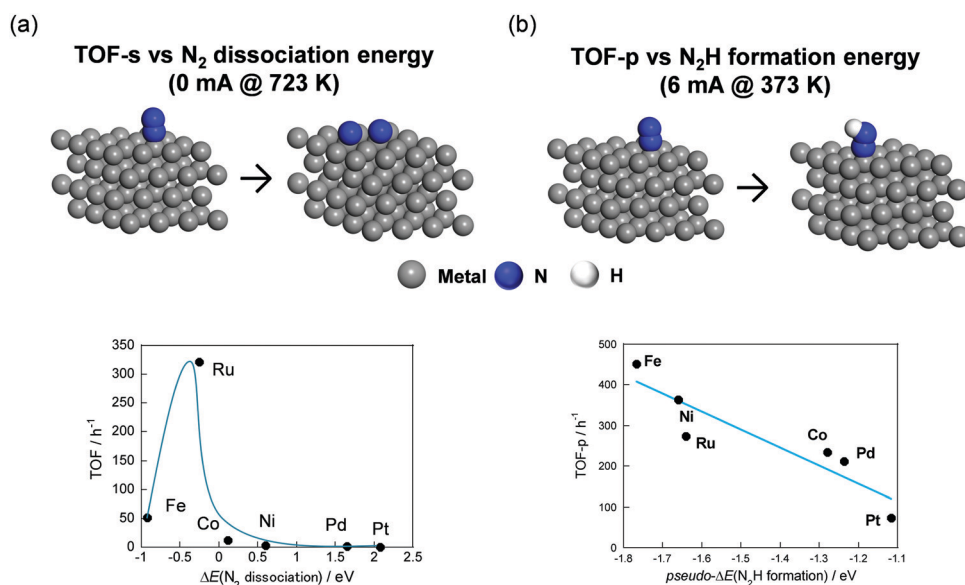 (a)
TOF-s vs N₂ dissociation energy
(0 mA @ 723 K)
(b)
TOF-p vs N₂H formation energy
(6 mA @ 373 K)
Metal N H
350
300
250
200
150
100
50
0
TOF / h⁻¹
Ru
Fe
Co
Ni
Pd
Pt
-1 -0.5 0 0.5 1 1.5 2 2.5
ΔE(N₂ dissociation) / eV
500
400
300
200
100
0
TOF-p / h⁻¹
Fe
Ni
Ru
Co
Pd
Pt
-1.8 -1.7 -1.6 -1.5 -1.4 -1.3 -1.2 -1.1
pseudo-ΔE(N₂H formation) / eV